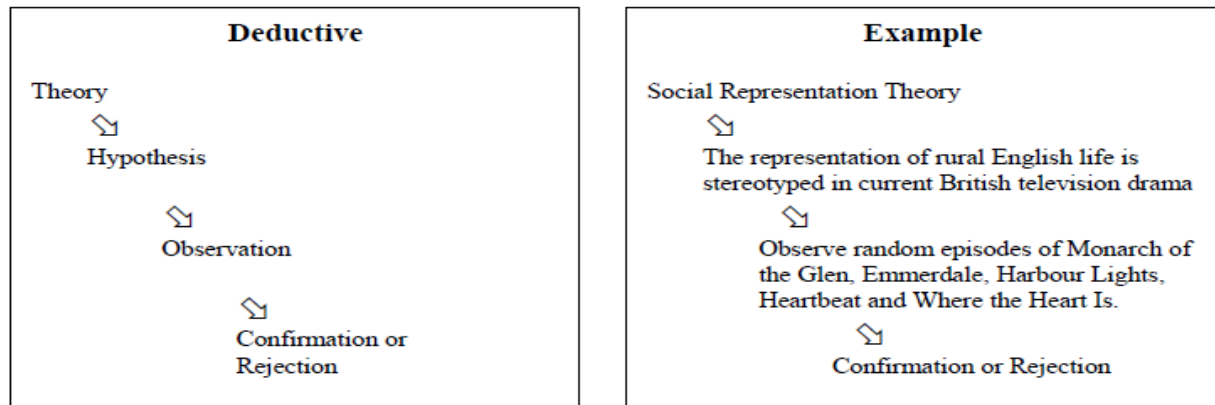 Deductive
Theory
Hypothesis
Observation
Confirmation or
Rejection
Example
Social Representation Theory
The representation of rural English life is
stereotyped in current British television drama
Observe random episodes of Monarch of
the Glen, Emmerdale, Harbour Lights,
Heartbeat and Where the Heart Is.
Confirmation or Rejection